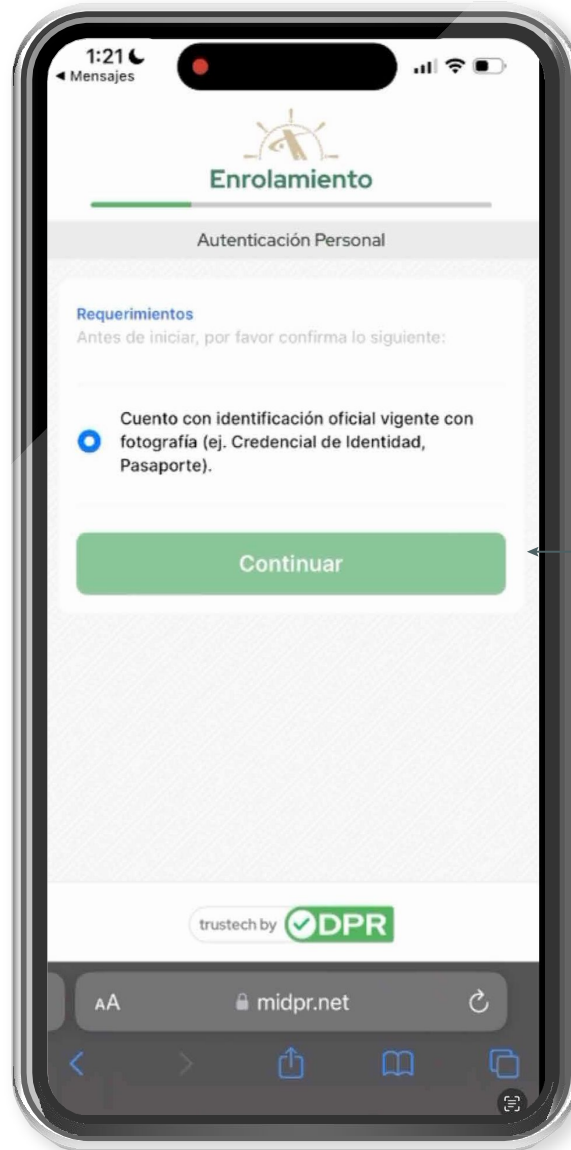 1:21
◀ Mensajes
Enrolamiento
Autenticación Personal
Requerimientos
Antes de iniciar, por favor confirma lo siguiente:
Cuento con identificación oficial vigente con
fotografía (ej. Credencial de Identidad,
Pasaporte).
Continuar
trustech by DPR
AA midpr.net